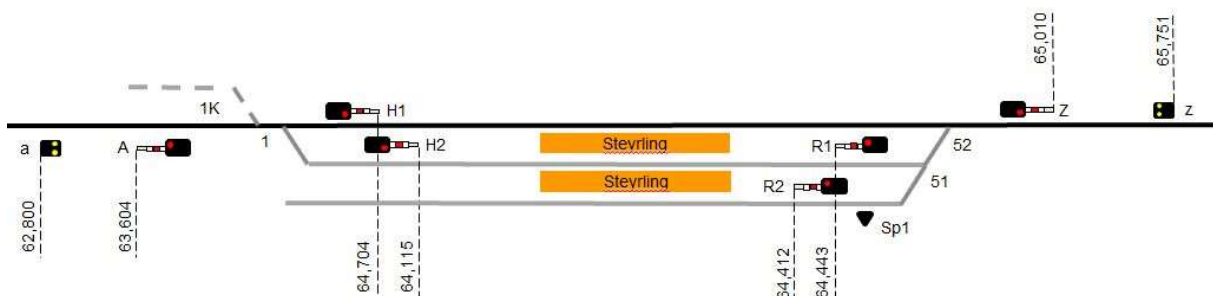 65,010
65,751
1K
H1
Z
z
a
A
1
H2
Steyrling
R1
52
Steyrling
R2
51
Sp1
62,800
63,604
64,704
64,115
64,412
64,443